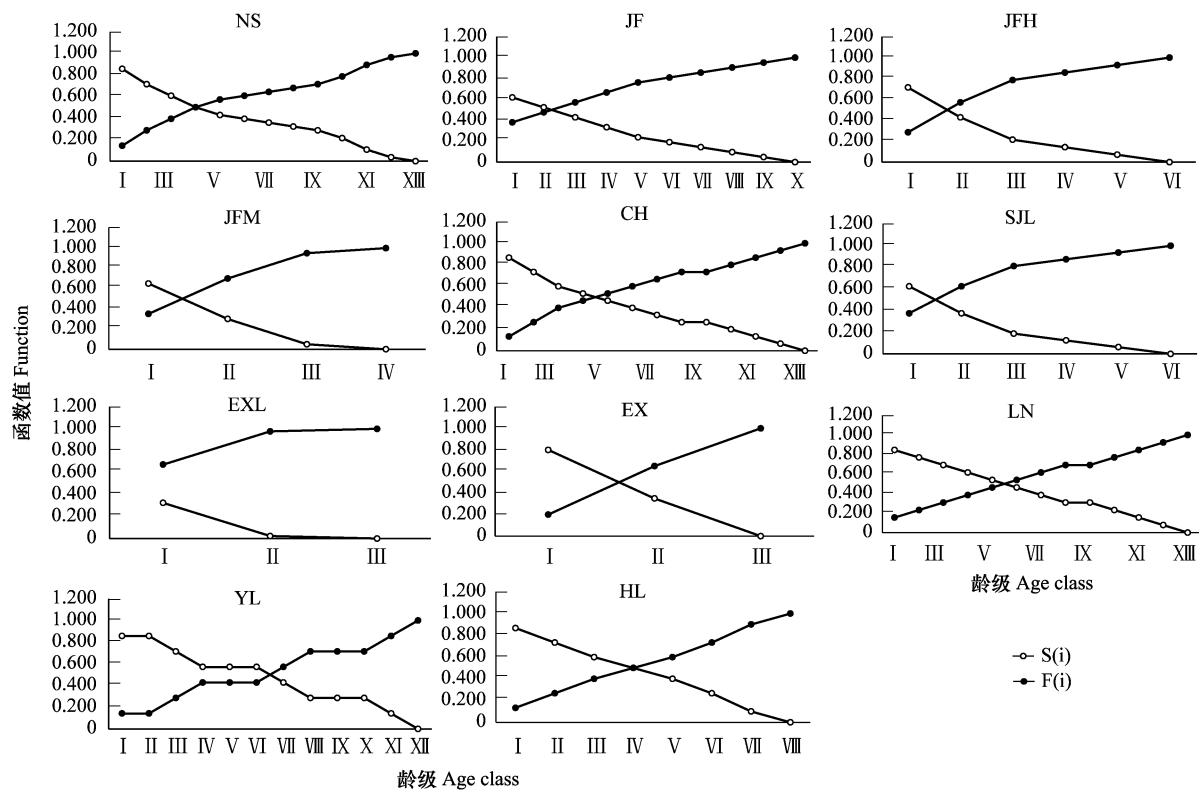 NS
1.200
1.000
0.800
0.600
0.400
0.200
0
Ⅰ Ⅲ Ⅴ Ⅶ Ⅸ Ⅺ ⅩⅢ
JF
1.200
1.000
0.800
0.600
0.400
0.200
0
Ⅰ Ⅱ Ⅲ Ⅳ Ⅴ Ⅵ Ⅶ Ⅷ Ⅸ Ⅹ
JFH
1.200
1.000
0.800
0.600
0.400
0.200
0
Ⅰ Ⅱ Ⅲ Ⅳ Ⅴ Ⅵ
函数值 Function
JFM
1.200
1.000
0.800
0.600
0.400
0.200
0
Ⅰ Ⅱ Ⅲ Ⅳ
CH
1.200
1.000
0.800
0.600
0.400
0.200
0
Ⅰ Ⅲ Ⅴ Ⅶ Ⅸ Ⅺ ⅩⅢ
SJL
1.200
1.000
0.800
0.600
0.400
0.200
0
Ⅰ Ⅱ Ⅲ Ⅳ Ⅴ Ⅵ
EXL
1.200
1.000
0.800
0.600
0.400
0.200
0
Ⅰ Ⅱ Ⅲ
EX
1.200
1.000
0.800
0.600
0.400
0.200
0
Ⅰ Ⅱ Ⅲ
LN
1.200
1.000
0.800
0.600
0.400
0.200
0
Ⅰ Ⅲ Ⅴ Ⅶ Ⅸ Ⅺ ⅩⅢ
龄级 Age class
YL
1.200
1.000
0.800
0.600
0.400
0.200
0
Ⅰ Ⅱ Ⅲ Ⅳ Ⅴ Ⅵ Ⅶ Ⅷ Ⅸ Ⅹ Ⅺ Ⅻ
HL
1.200
1.000
0.800
0.600
0.400
0.200
0
Ⅰ Ⅱ Ⅲ Ⅳ Ⅴ Ⅵ Ⅶ Ⅷ
S(i)
F(i)
龄级 Age class